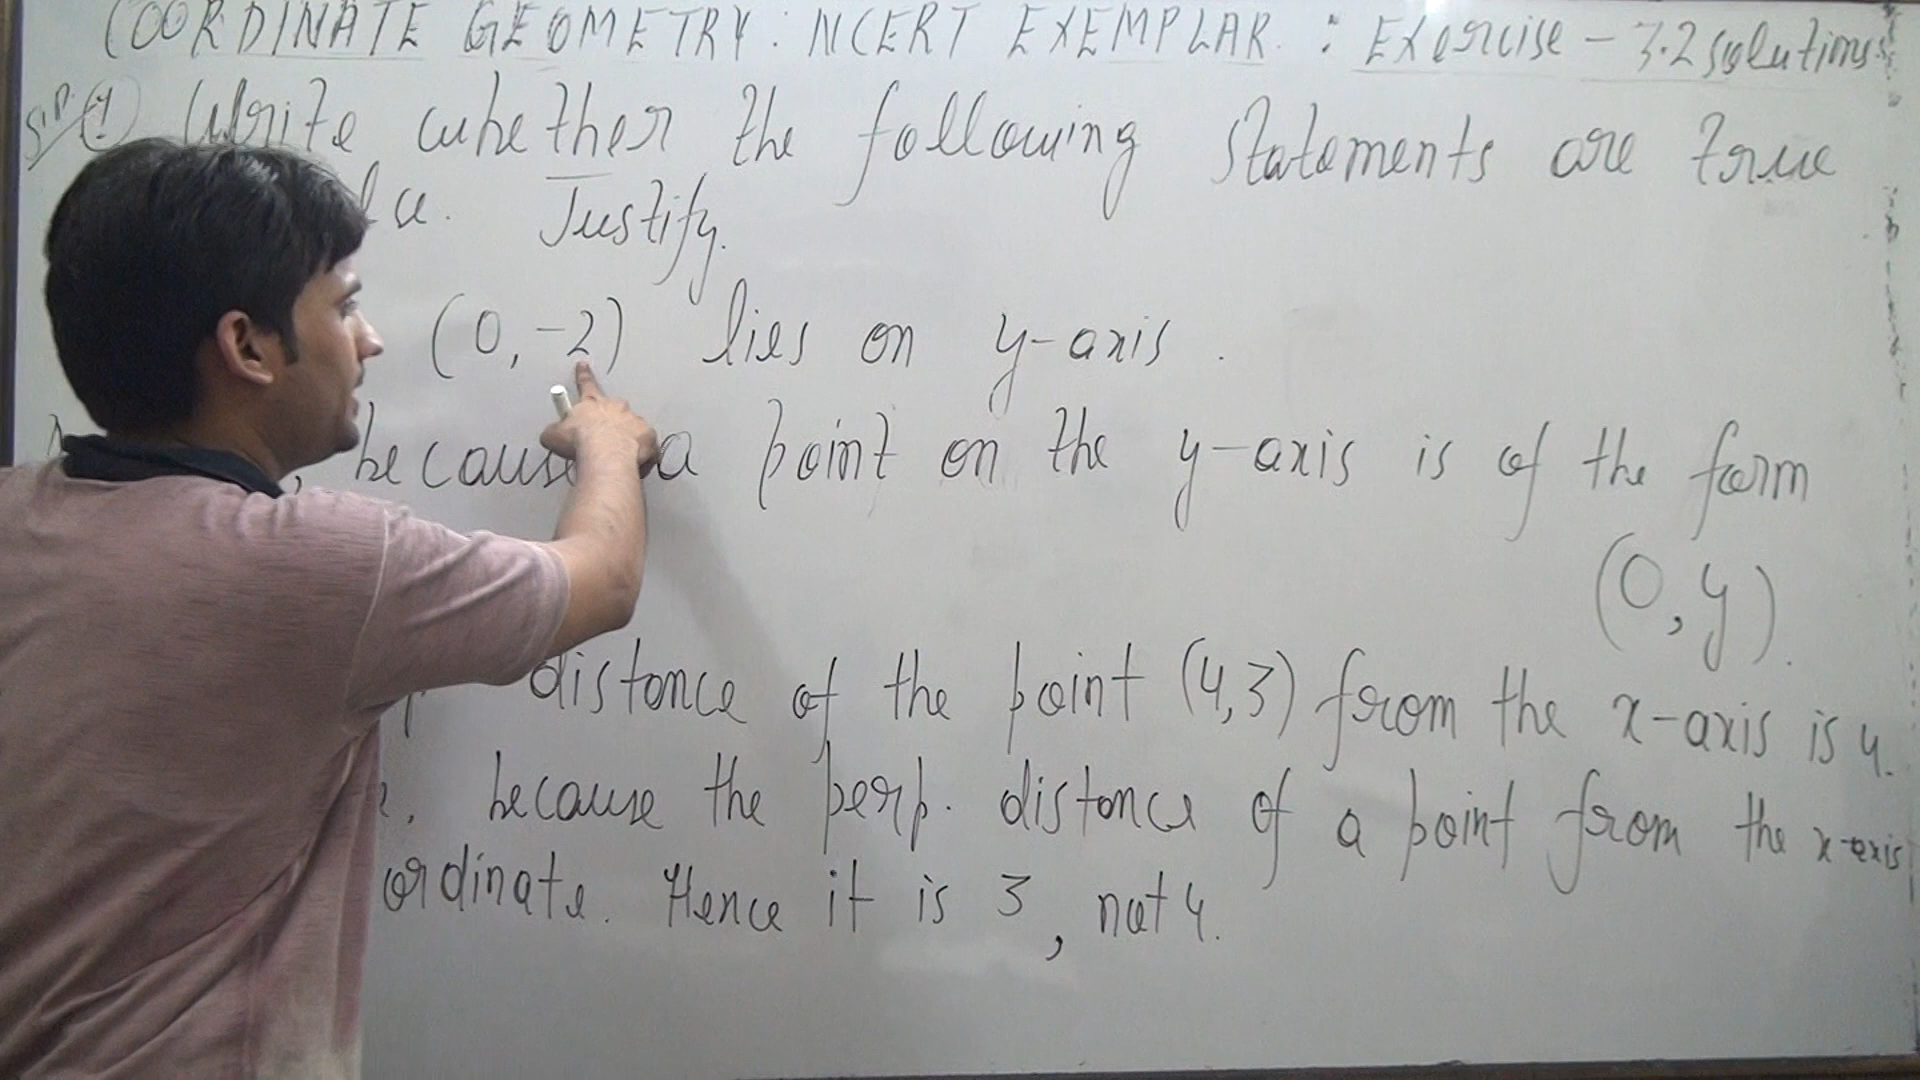 COORDINATE GEOMETRY : NCERT EXEMPLAR : Exercise - 3.2 solutions
Write whether the following statements are true
Justify.
(0, -2) lies on y-axis.
, because a point on the y-axis is of the form
(0, y).
distance of the point (4,3) from the x-axis is 4.
because the perp. distance of a point from the x-axis
ordinate. Hence it is 3, not 4.